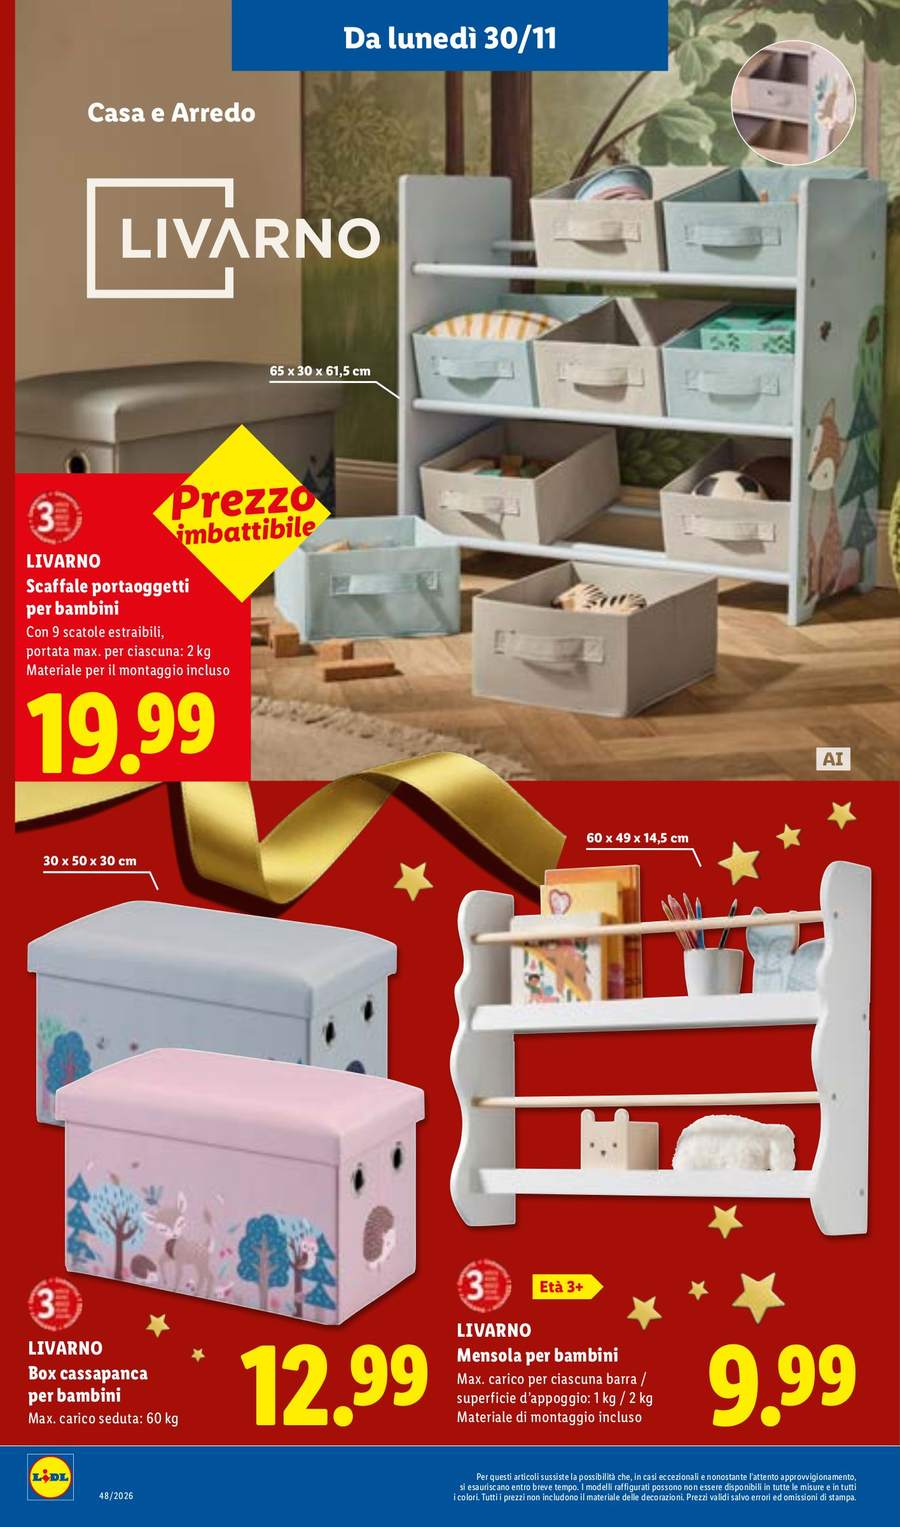 Da lunedì 30/11
Casa e Arredo
LIVARNO
65 x 30 x 61,5 cm
Prezzo
imbattibile
3
LIVARNO
Scaffale portaoggetti
per bambini
Con 9 scatole estraibili,
portata max. per ciascuna: 2 kg
Materiale per il montaggio incluso
19.99
AI
30 x 50 x 30 cm
60 x 49 x 14,5 cm
3
LIVARNO
Box cassapanca
per bambini
Max. carico seduta: 60 kg
12.99
3
Età 3+
LIVARNO
Mensola per bambini
Max. carico per ciascuna barra /
superficie d'appoggio: 1 kg / 2 kg
Materiale di montaggio incluso
9.99
LIDL
48/2026
Per questi articoli sussiste la possibilità che, in casi eccezionali e nonostante l'attento approvvigionamento,
si esauriscano entro breve tempo. I modelli raffigurati possono non essere disponibili in tutte le misure e in tutti
i colori. Tutti i prezzi non includono il materiale delle decorazioni. Prezzi validi salvo errori ed omissioni di stampa.